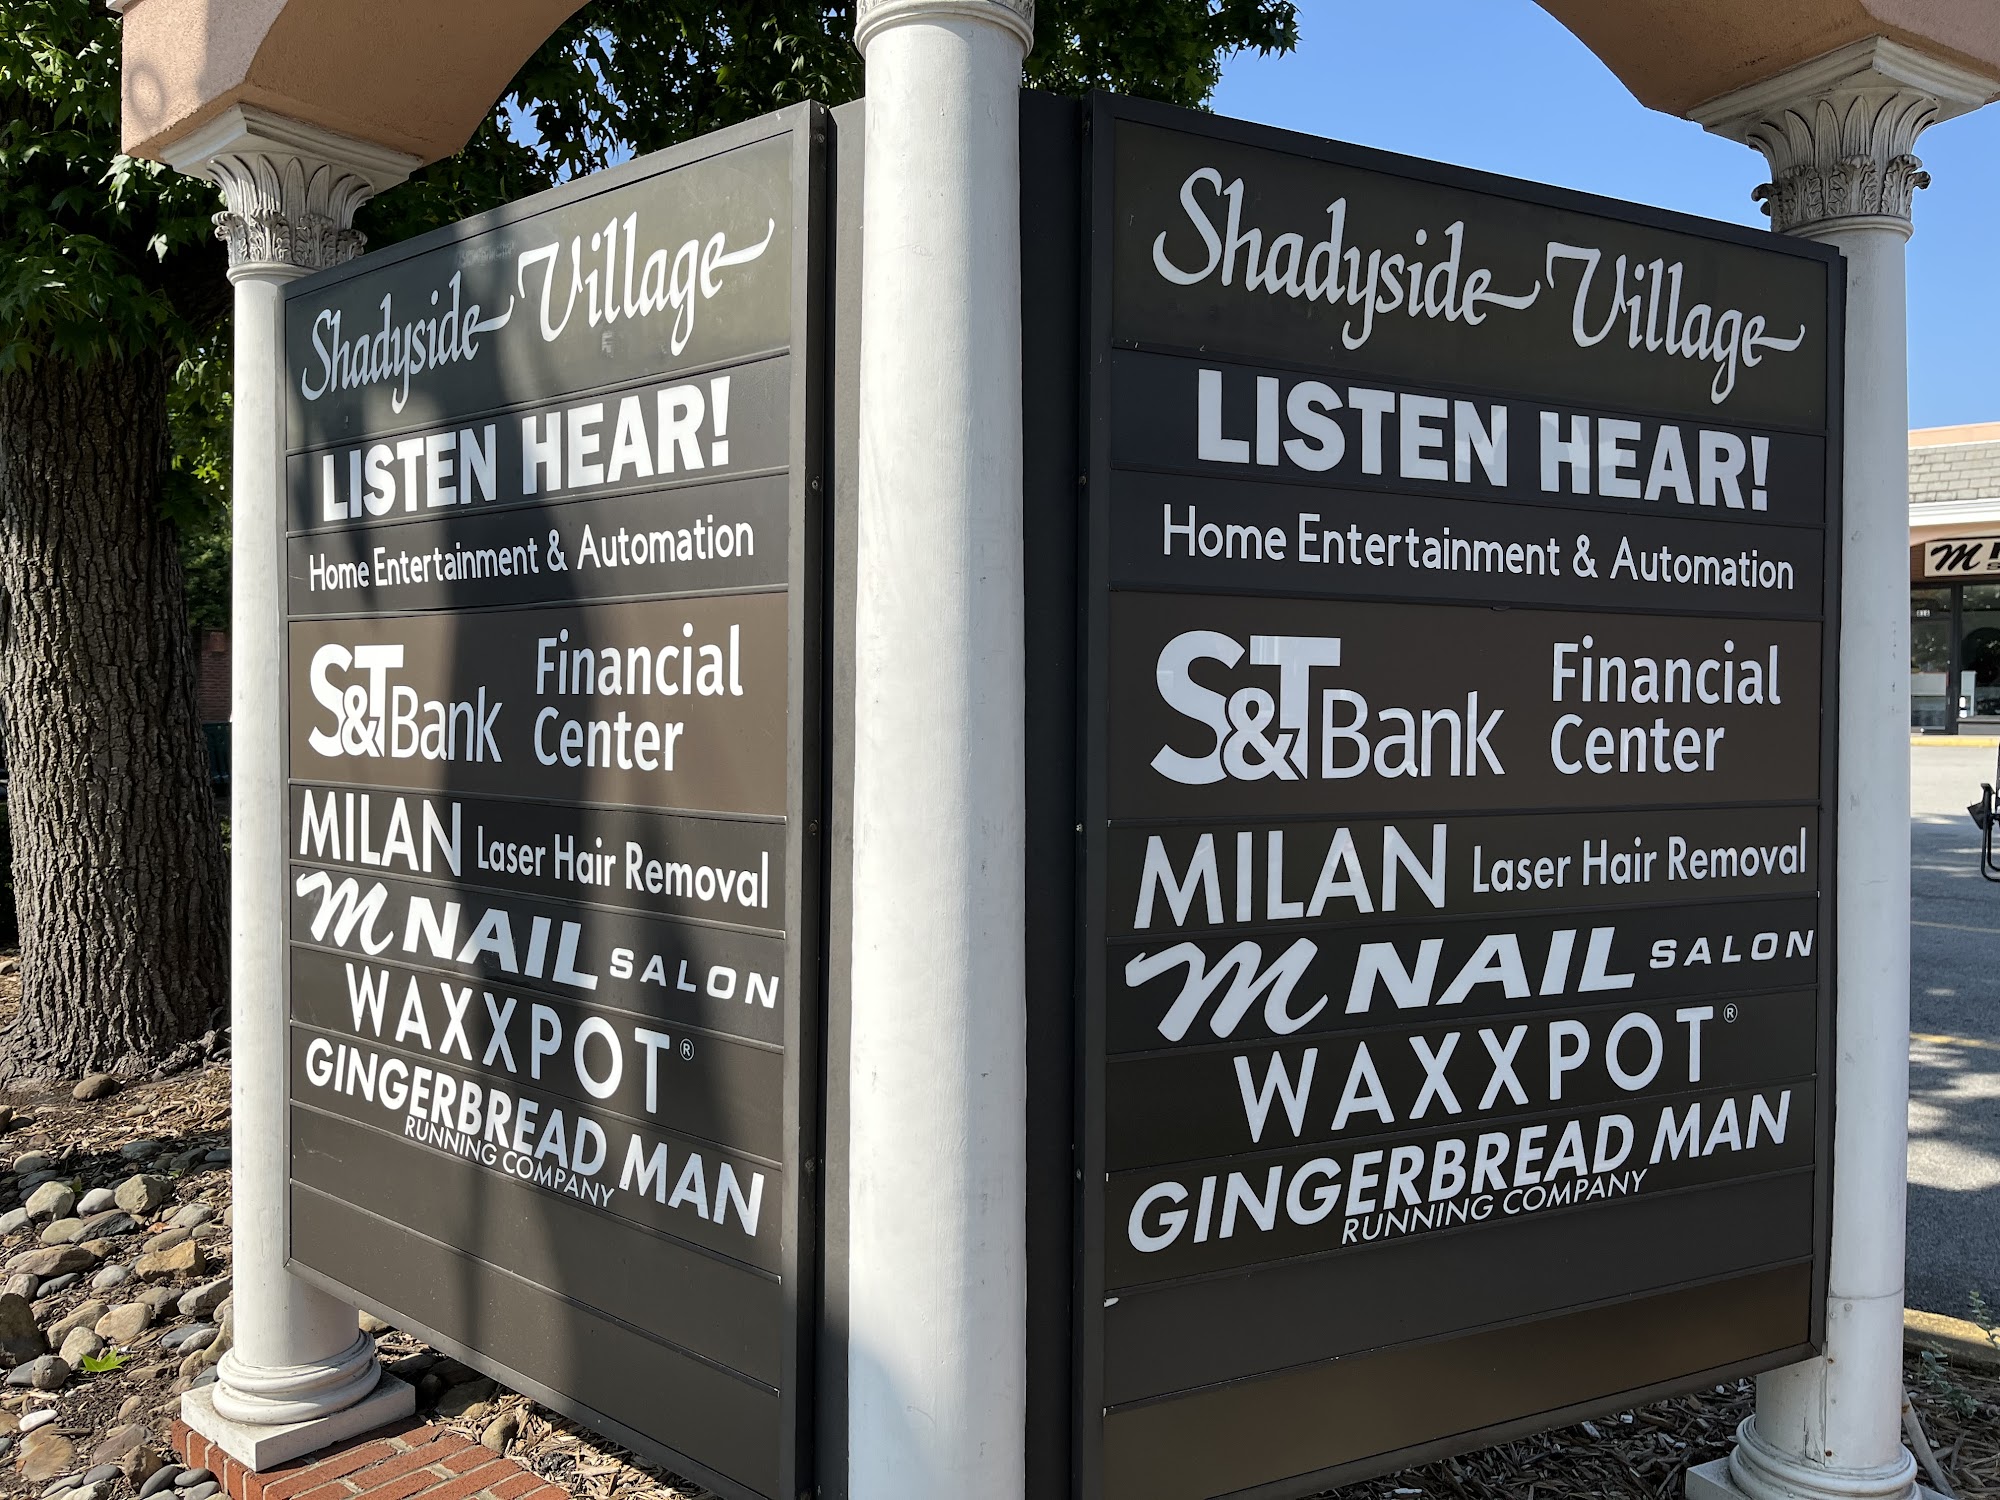 Shadyside Village
LISTEN HEAR!
Home Entertainment & Automation
S&T Bank Financial
Center
MILAN Laser Hair Removal
m NAIL SALON
WAXXPOT®
GINGERBREAD MAN
RUNNING COMPANY
Shadyside Village
LISTEN HEAR!
Home Entertainment & Automation
S&T Bank Financial
Center
MILAN Laser Hair Removal
m NAIL SALON
WAXXPOT®
GINGERBREAD MAN
RUNNING COMPANY
m